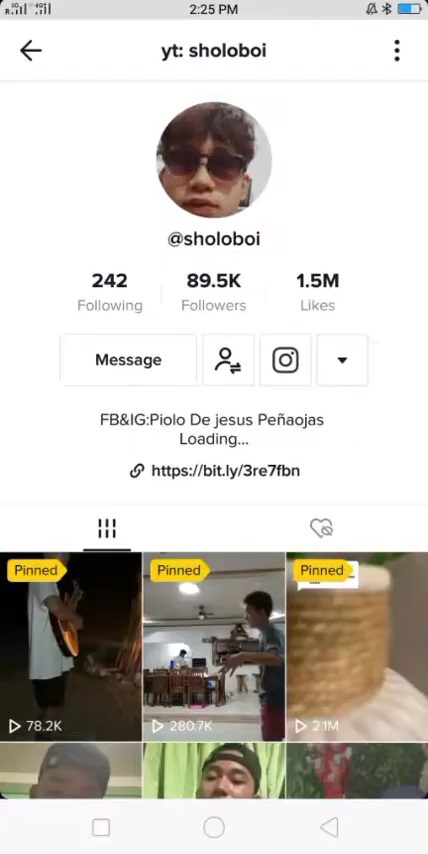 2:25 PM
yt: sholoboi
@sholoboi
242 89.5K 1.5M
Following Followers Likes
Message
FB&IG:Piolo De jesus Peñaojas
Loading...
https://bit.ly/3re7fbn
Pinned Pinned Pinned
78.2K 280.7K 2.1M